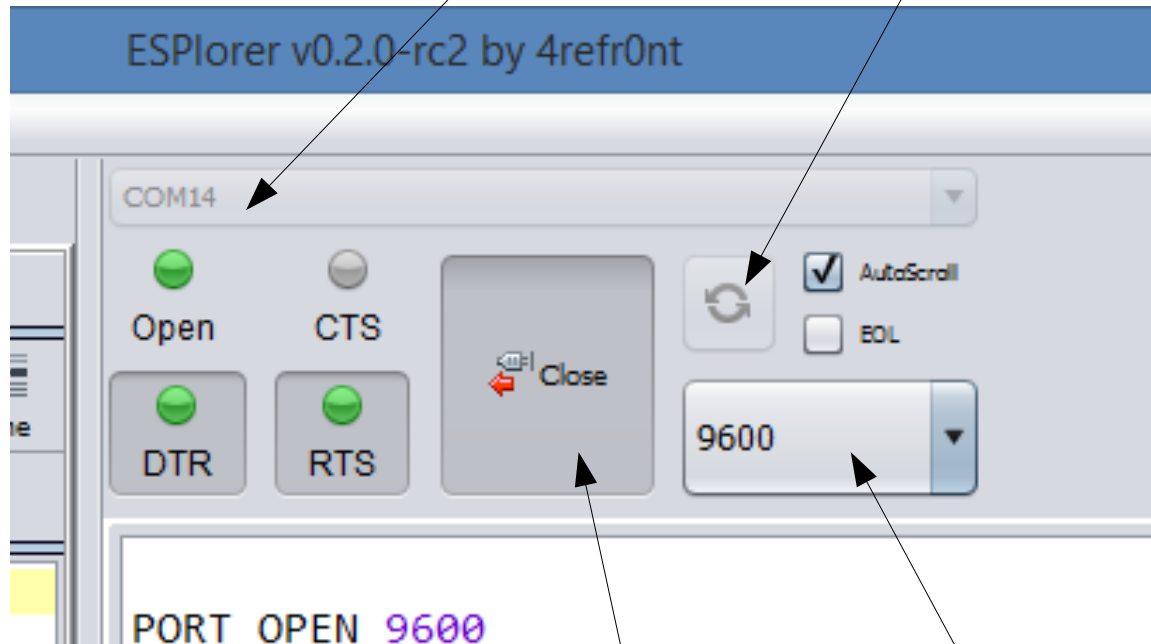 ESPlorer v0.2.0-rc2 by 4refr0nt
COM14
Open
CTS
AutoScroll
EOL
Close
DTR
RTS
9600
PORT OPEN 9600